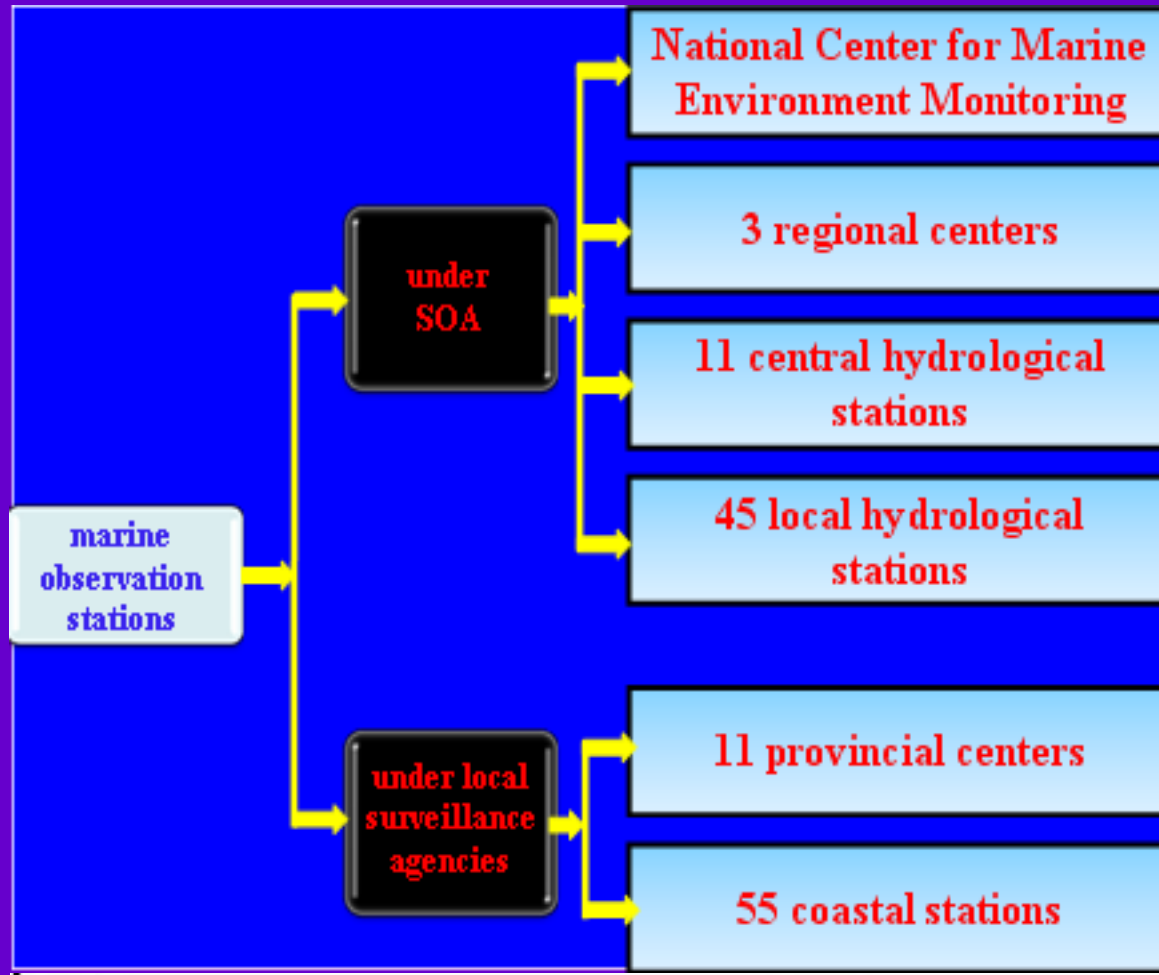 National Center for Marine
Environment Monitoring
3 regional centers
under
SOA
11 central hydrological
stations
45 local hydrological
stations
marine
observation
stations
11 provincial centers
under local
surveillance
agencies
55 coastal stations